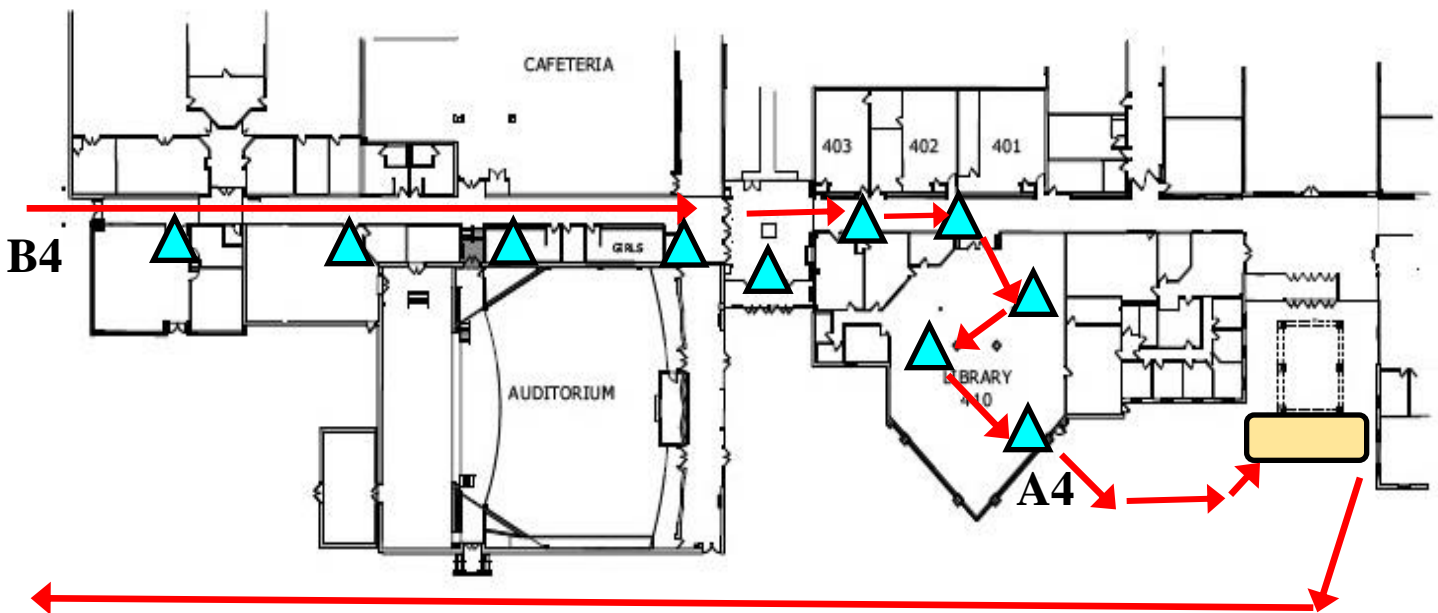 CAFETERIA
403
402
401
B4
GIRLS
AUDITORIUM
LIBRARY
410
A4